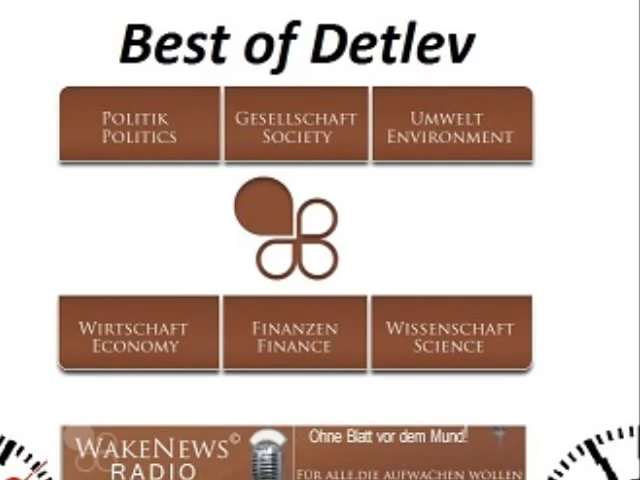 Best of Detlev
Politik
Politics
Gesellschaft
Society
Umwelt
Environment
Wirtschaft
Economy
Finanzen
Finance
Wissenschaft
Science
WakeNews©
RADIO
Ohne Blatt vor dem Mund!
FÜR ALLE,DIE AUFWACHEN WOLLEN